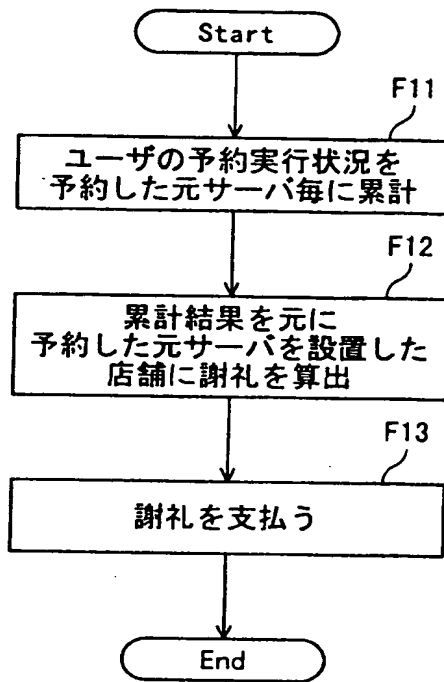 Start
F11
ユーザの予約実行状況を
予約した元サーバ毎に累計
F12
累計結果を元に
予約した元サーバを設置した
店舗に謝礼を算出
F13
謝礼を支払う
End